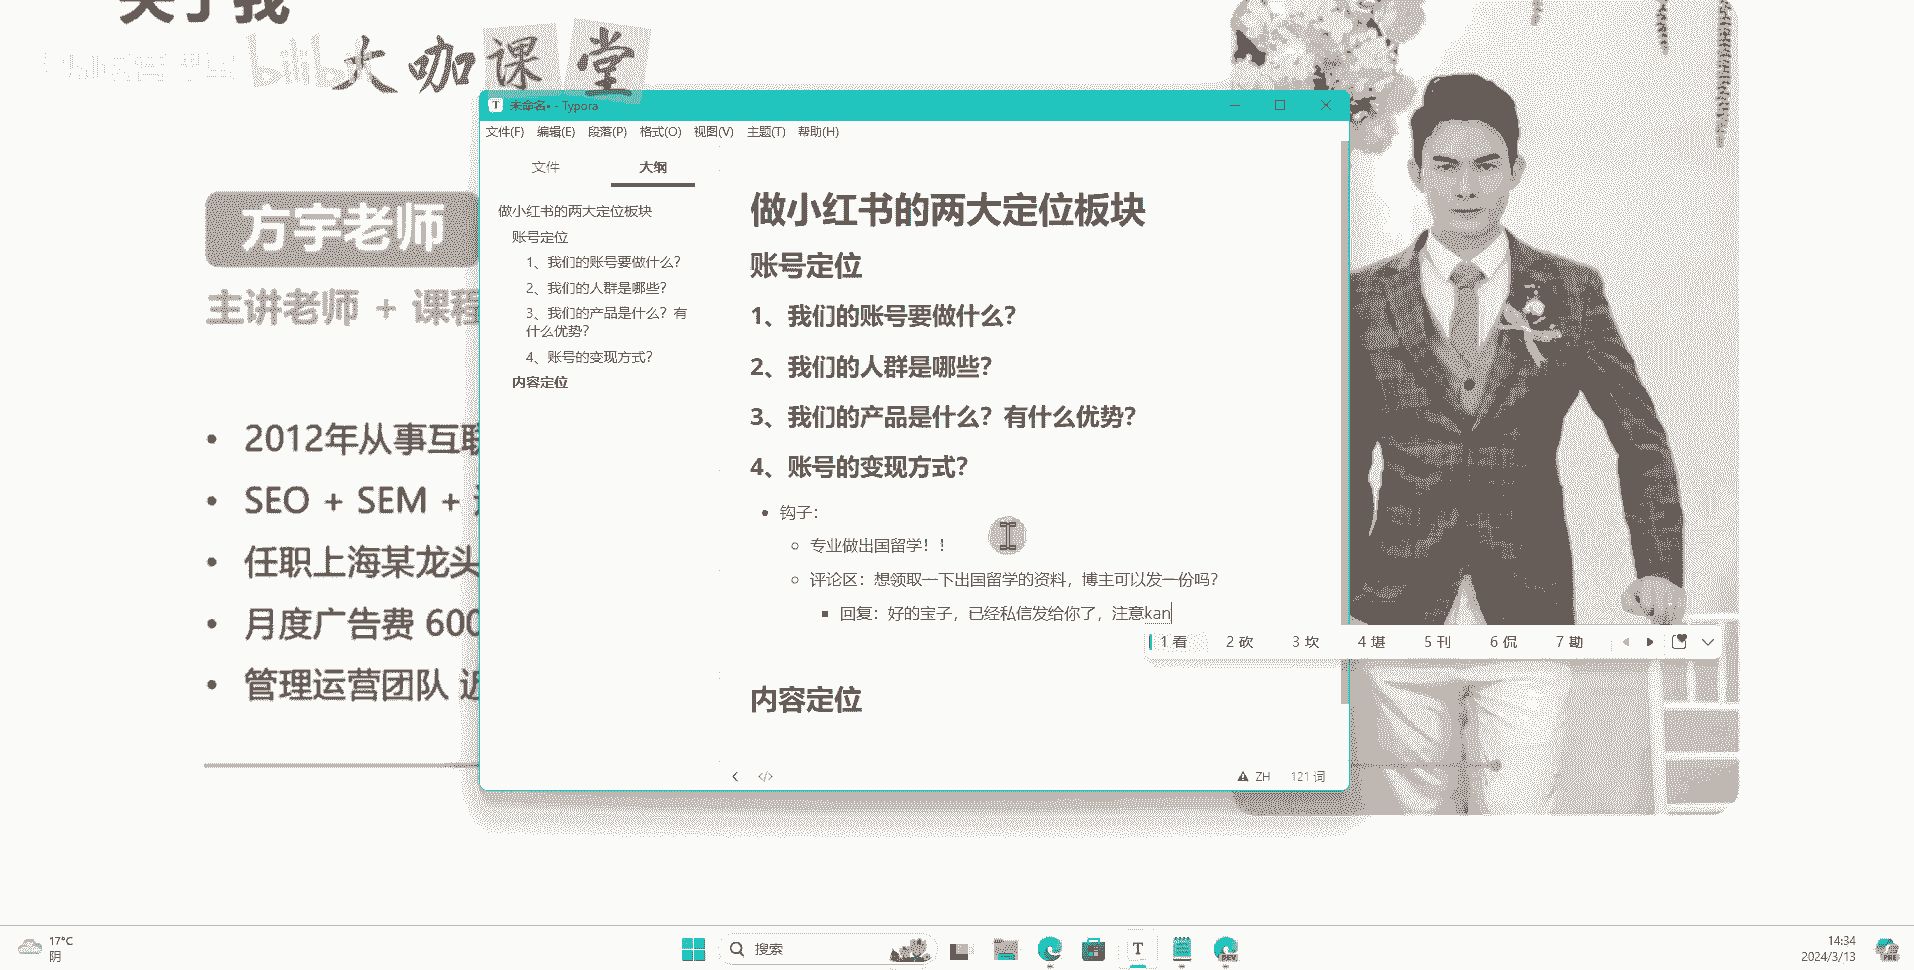 关于我
bilibili
大咖课堂
方宇老师
主讲老师 + 课程
2012年从事互联
SEO + SEM +
任职上海某龙头
月度广告费 600
管理运营团队 近
未命名• - Typora
文件(F) 编辑(E) 段落(P) 格式(O) 视图(V) 主题(T) 帮助(H)
文件 大纲
做小红书的两大定位板块
账号定位
1、我们的账号要做什么？
2、我们的人群是哪些？
3、我们的产品是什么？有
什么优势？
4、账号的变现方式？
内容定位
做小红书的两大定位板块
账号定位
1、我们的账号要做什么？
2、我们的人群是哪些？
3、我们的产品是什么？有什么优势？
4、账号的变现方式？
钩子：
专业做出国留学！！
评论区：想领取一下出国留学的资料，博主可以发一份吗？
回复：好的宝子，已经私信发给你了，注意kan
1 看 2 砍 3 坎 4 堪 5 刊 6 侃 7 勘
内容定位
ZH 121 词
17°C
阴
搜索
T
DEV
14:34
2024/3/13
PRE